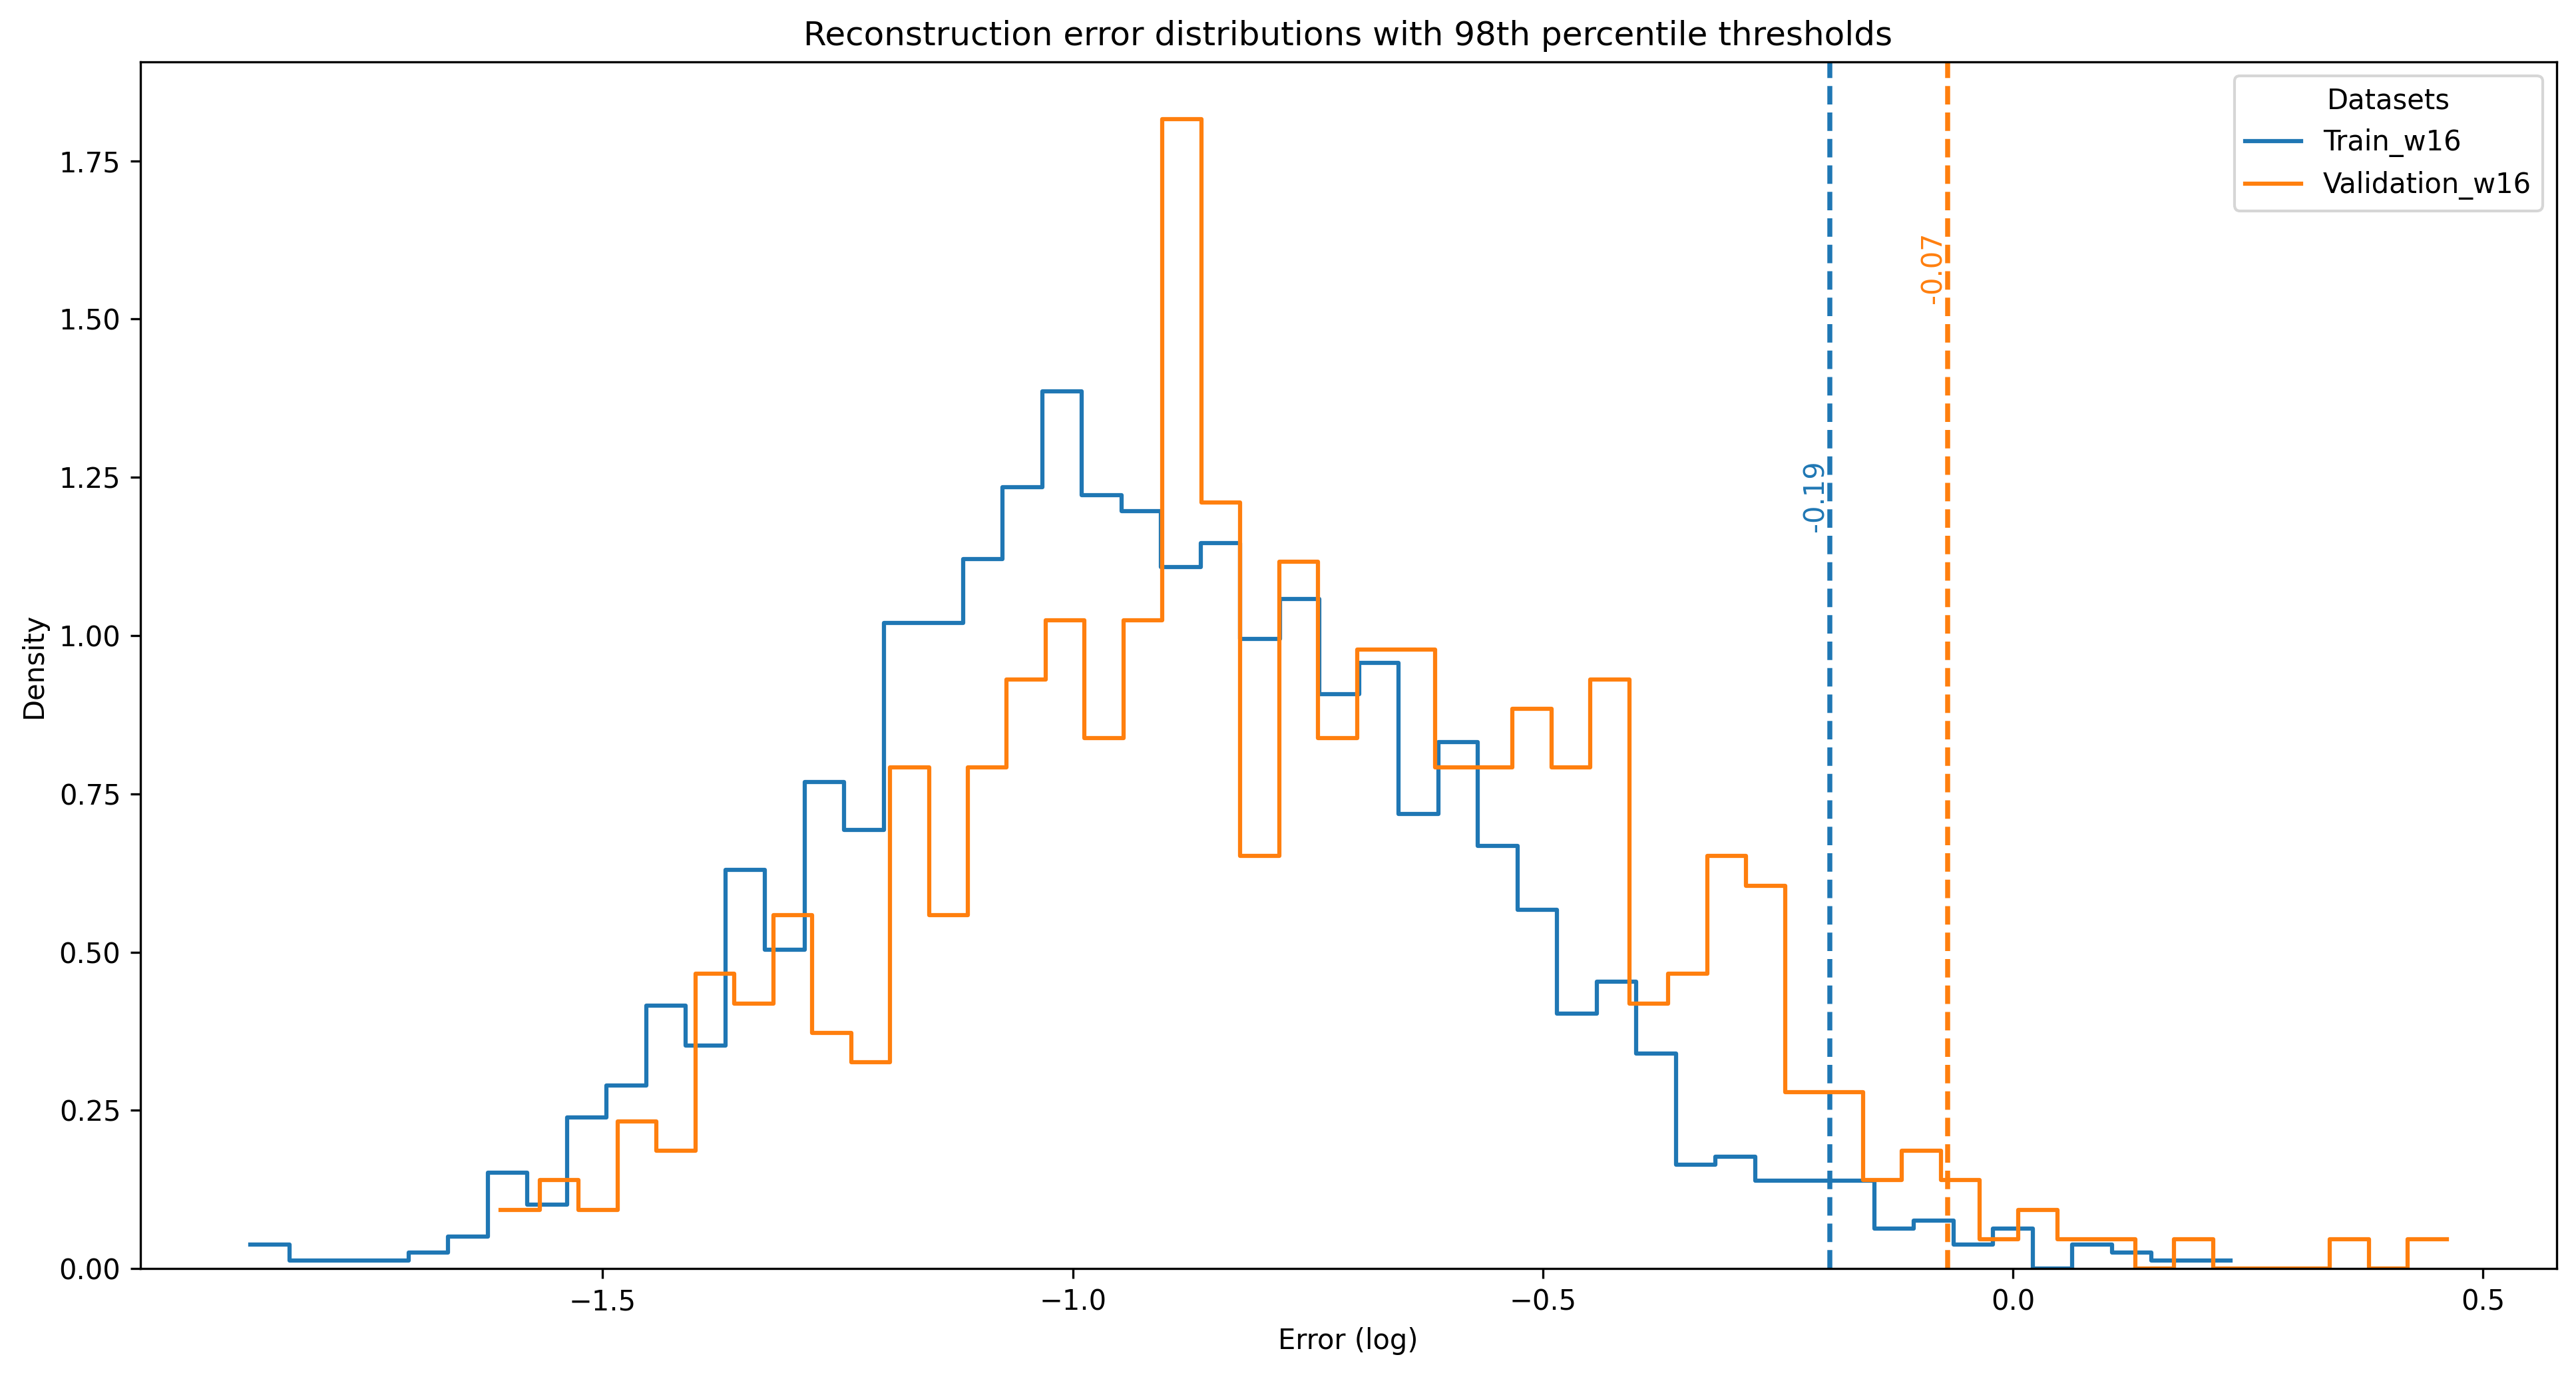 Reconstruction error distributions with 98th percentile thresholds
Datasets
Train_w16
Validation_w16
1.75
1.50
1.25
1.00
0.75
0.50
0.25
0.00
Density
-0.19
-0.07
−1.5
−1.0
−0.5
0.0
0.5
Error (log)